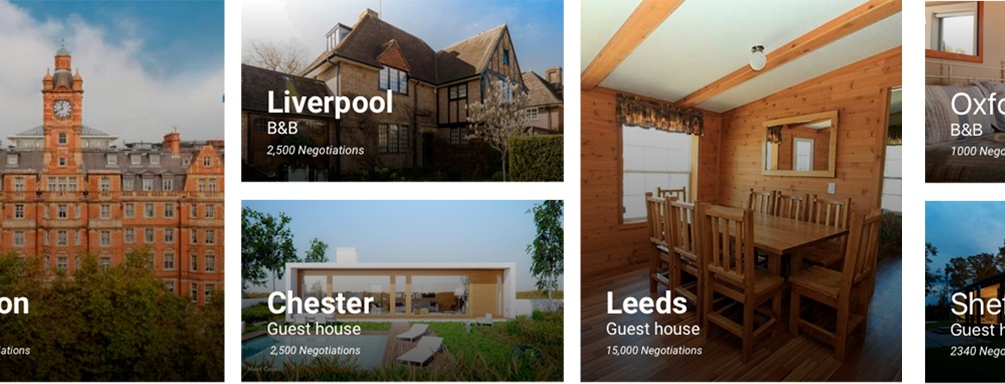 on
ations
Liverpool
B&B
2,500 Negotiations
Chester
Guest house
2,500 Negotiations
Leeds
Guest house
15,000 Negotiations
Oxfo
B&B
1000 Nego
Shef
Guest h
2340 Nego